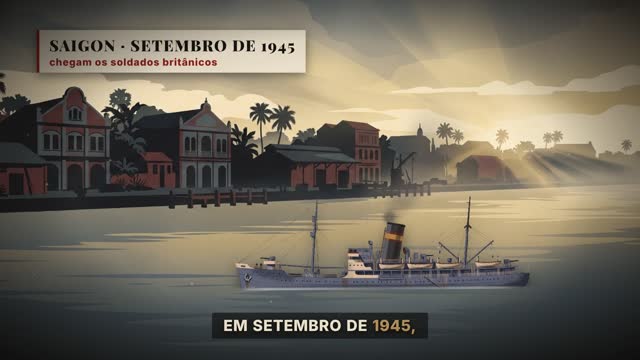 SAIGON · SETEMBRO DE 1945
chegam os soldados britânicos
EM SETEMBRO DE 1945,